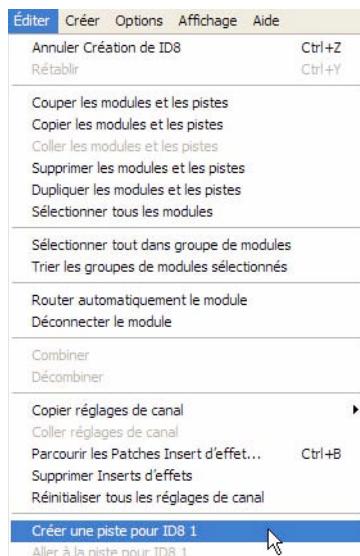 Éditer Créer Options Affichage Aide
Annuler Création de ID8 Ctrl+Z
Rétablir Ctrl+Y
Couper les modules et les pistes
Copier les modules et les pistes
Coller les modules et les pistes
Supprimer les modules et les pistes
Dupliquer les modules et les pistes
Sélectionner tous les modules
Sélectionner tout dans groupe de modules
Trier les groupes de modules sélectionnés
Router automatiquement le module
Déconnecter le module
Combiner
Décombiner
Copier réglages de canal
Coller réglages de canal
Parcourir les Patches Insert d'effet... Ctrl+B
Supprimer Inserts d'effets
Réinitialiser tous les réglages de canal
Créer une piste pour ID8 1
Aller à la piste pour ID8 1